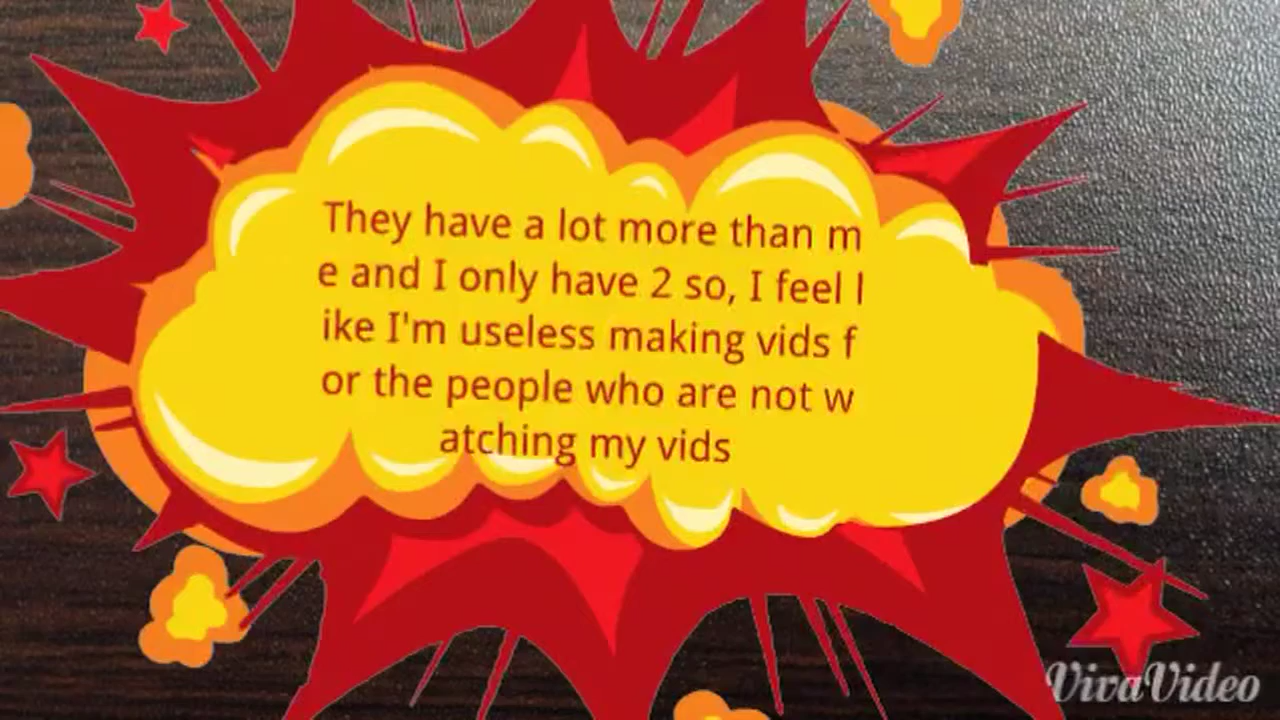 They have a lot more than m
e and I only have 2 so, I feel l
ike I'm useless making vids f
or the people who are not w
atching my vids
VivaVideo